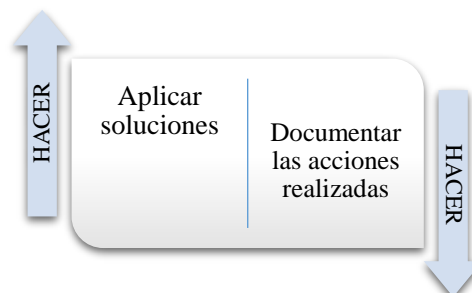 HACER
Aplicar
soluciones
Documentar
las acciones
realizadas
HACER